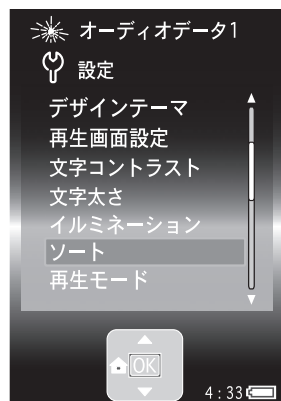 オーディオデータ1
設定
デザインテーマ
再生画面設定
文字コントラスト
文字太さ
イルミネーション
ソート
再生モード
OK
4:33